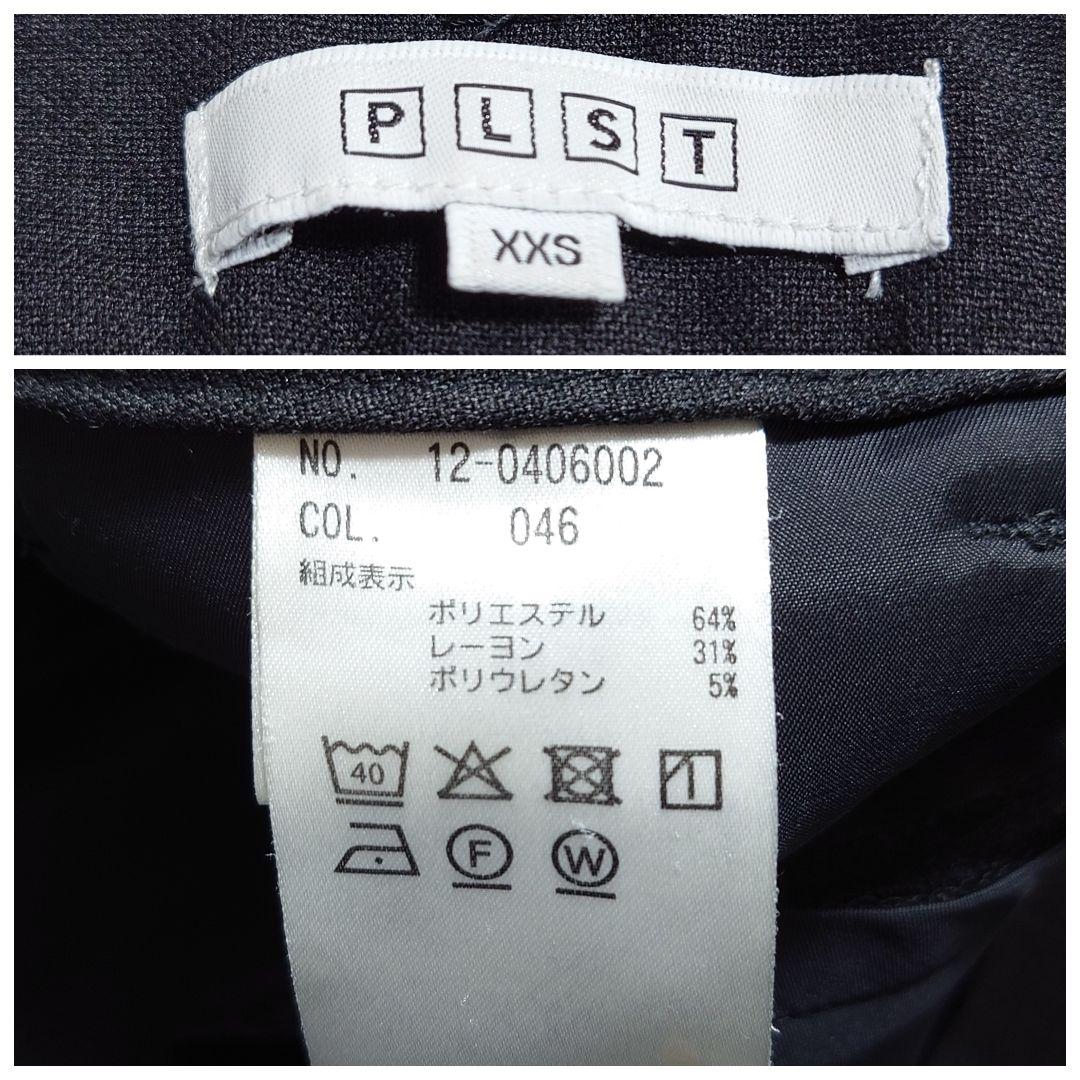 PLST
XXS
NO. 12-0406002
COL. 046
組成表示
ポリエステル 64%
レーヨン 31%
ポリウレタン 5%
40
F W